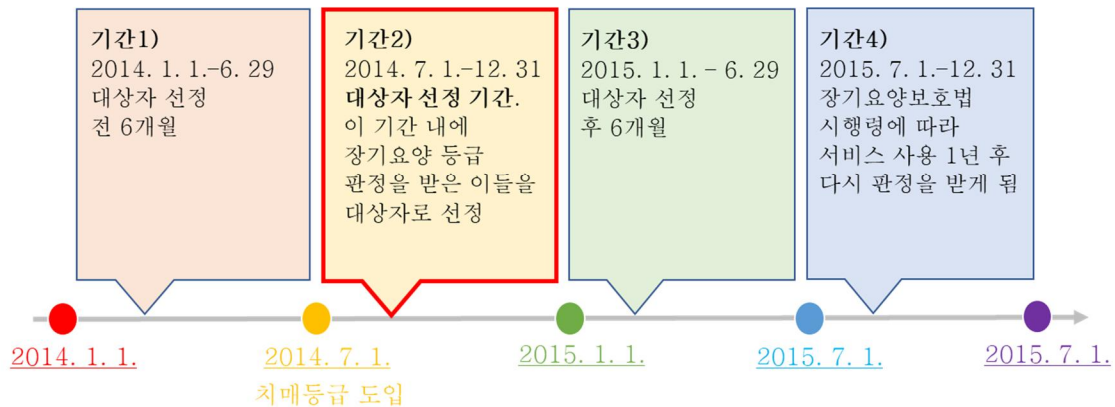 기간1)
2014. 1. 1.-6. 29
대상자 선정
전 6개월
기간2)
2014. 7. 1.-12. 31
대상자 선정 기간.
이 기간 내에
장기요양 등급
판정을 받은 이들을
대상자로 선정
기간3)
2015. 1. 1. - 6. 29
대상자 선정
후 6개월
기간4)
2015. 7. 1.-12. 31
장기요양보호법
시행령에 따라
서비스 사용 1년 후
다시 판정을 받게 됨
2014. 1. 1.
2014. 7. 1.
치매등급 도입
2015. 1. 1.
2015. 7. 1.
2015. 7. 1.